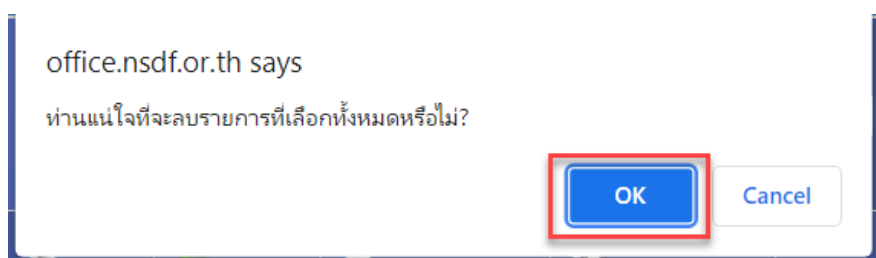 office.nsdf.or.th says
ท่านแน่ใจที่จะลบรายการที่เลือกทั้งหมดหรือไม่?
OK Cancel